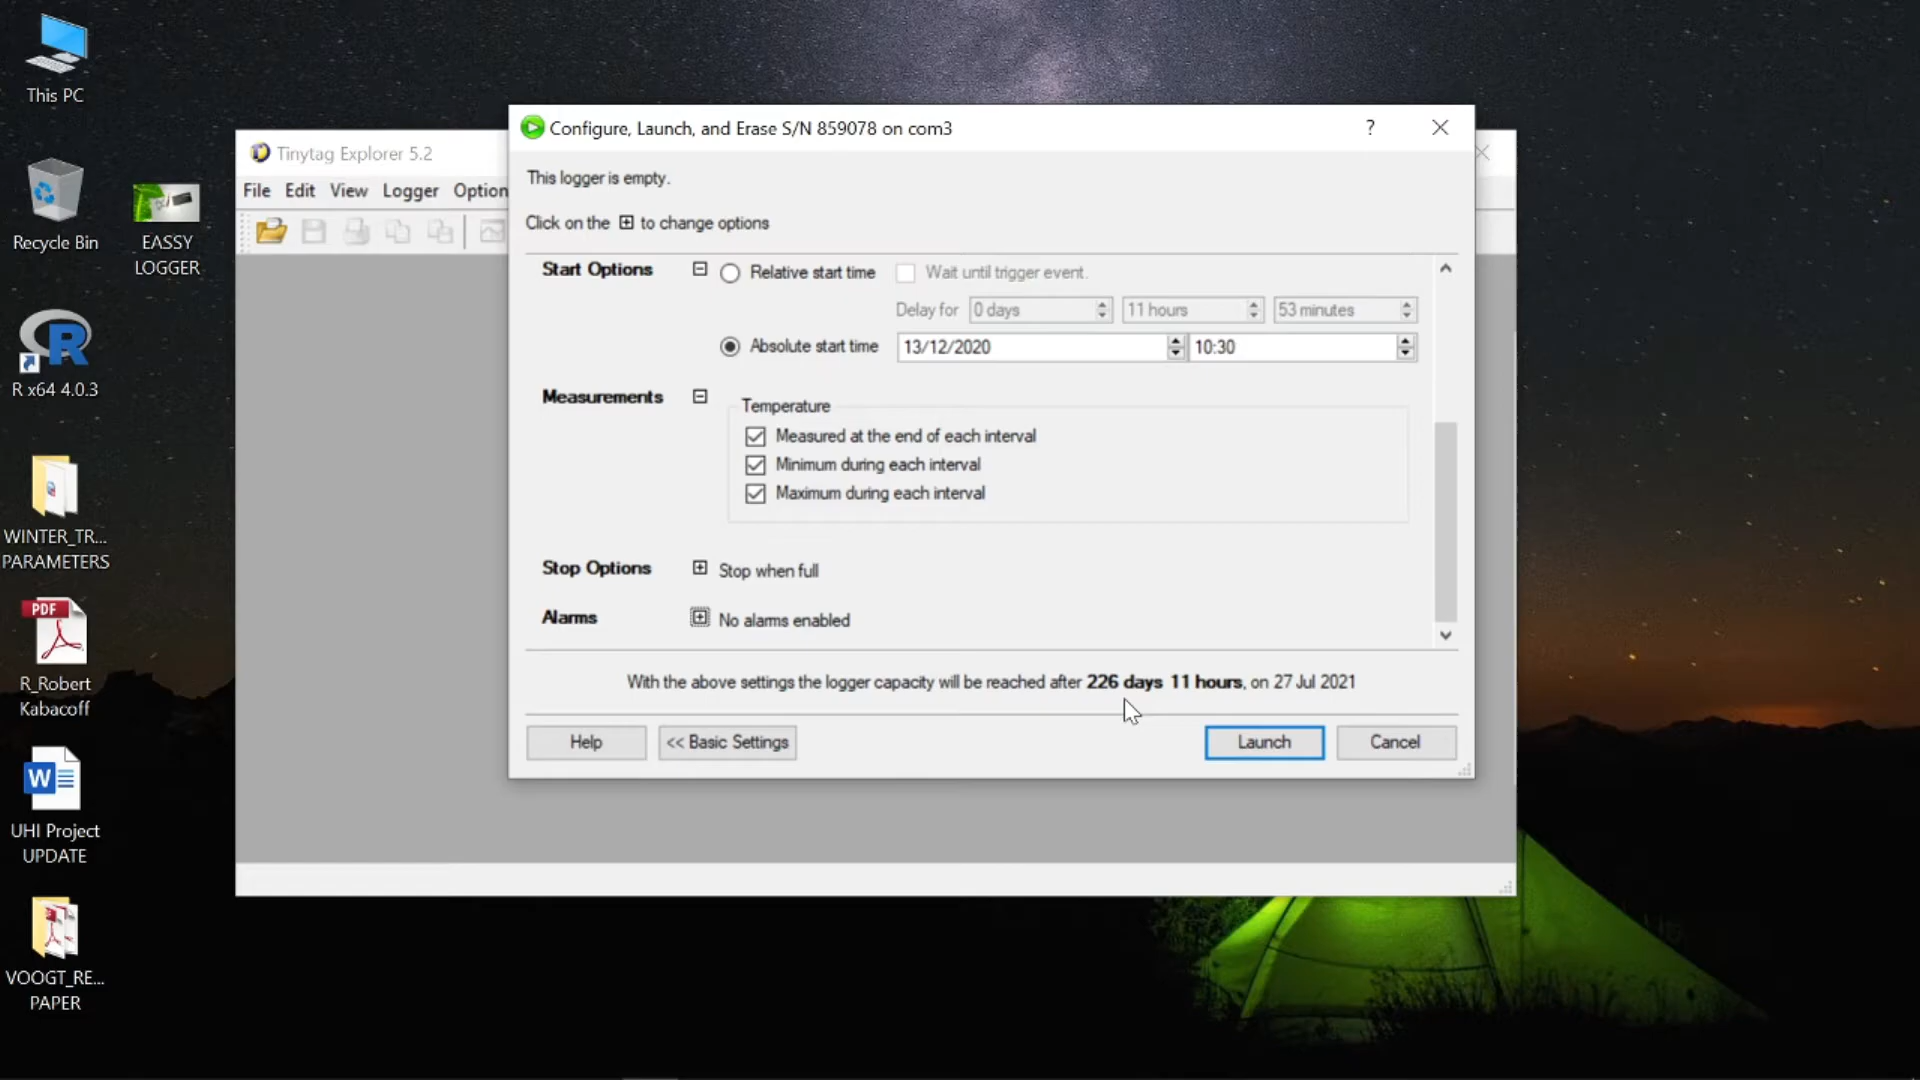 This PC
Recycle Bin
EASSY
LOGGER
R x64 4.0.3
WINTER_TR...
PARAMETERS
PDF
R_Robert
Kabacoff
W
UHI Project
UPDATE
VOOGT_RE...
PAPER
Tinytag Explorer 5.2
File Edit View Logger Option
Configure, Launch, and Erase S/N 859078 on com3
?
This logger is empty.
Click on the ⊞ to change options
Start Options
Relative start time Wait until trigger event.
Delay for 0 days 11 hours 53 minutes
Absolute start time 13/12/2020 10:30
Measurements
Temperature
Measured at the end of each interval
Minimum during each interval
Maximum during each interval
Stop Options Stop when full
Alarms No alarms enabled
With the above settings the logger capacity will be reached after 226 days 11 hours, on 27 Jul 2021
Help << Basic Settings Launch Cancel